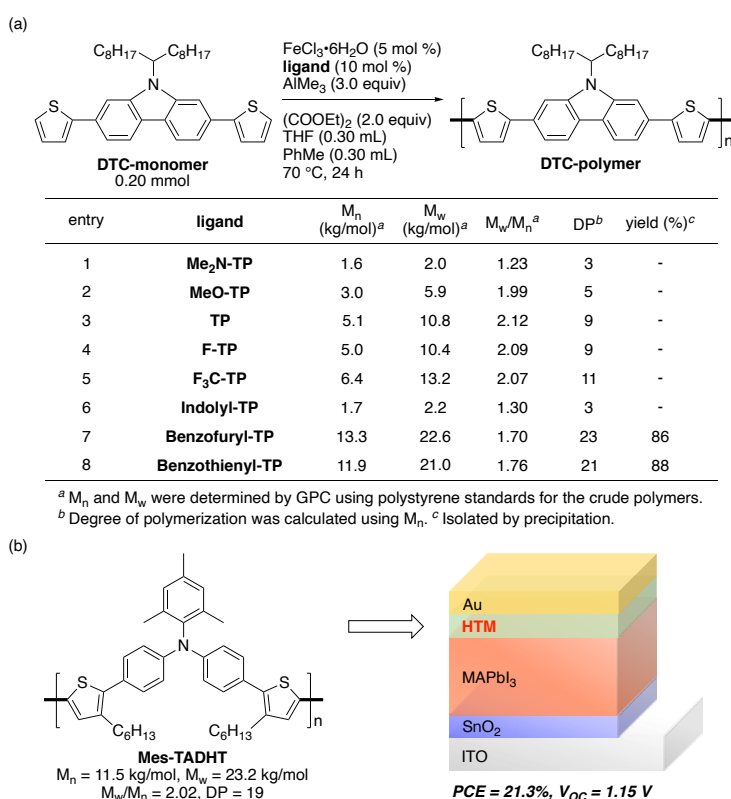 (a)
C₈H₁₇ C₈H₁₇
N
S S
DTC-monomer
0.20 mmol
FeCl₃•6H₂O (5 mol %)
ligand (10 mol %)
AlMe₃ (3.0 equiv)
(COOEt)₂ (2.0 equiv)
THF (0.30 mL)
PhMe (0.30 mL)
70 °C, 24 h
C₈H₁₇ C₈H₁₇
N
S S
n
DTC-polymer
entry ligand Mₙ (kg/mol)ᵃ M_w (kg/mol)ᵃ M_w/Mₙᵃ DPᵇ yield (%)ᶜ
1 Me₂N-TP 1.6 2.0 1.23 3 -
2 MeO-TP 3.0 5.9 1.99 5 -
3 TP 5.1 10.8 2.12 9 -
4 F-TP 5.0 10.4 2.09 9 -
5 F₃C-TP 6.4 13.2 2.07 11 -
6 Indolyl-TP 1.7 2.2 1.30 3 -
7 Benzofuryl-TP 13.3 22.6 1.70 23 86
8 Benzothienyl-TP 11.9 21.0 1.76 21 88
ᵃ Mₙ and M_w were determined by GPC using polystyrene standards for the crude polymers.
ᵇ Degree of polymerization was calculated using Mₙ. ᶜ Isolated by precipitation.
(b)
N
S S
n
C₆H₁₃ C₆H₁₃
Mes-TADHT
Mₙ = 11.5 kg/mol, M_w = 23.2 kg/mol
M_w/Mₙ = 2.02, DP = 19
Au
HTM
MAPbI₃
SnO₂
ITO
PCE = 21.3%, V_OC = 1.15 V